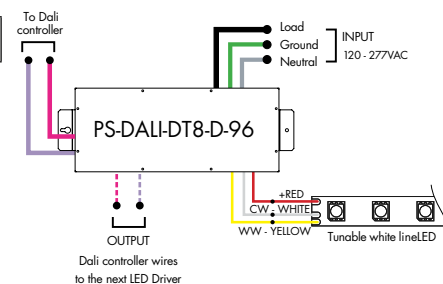 To Dali
controller
Load
Ground
Neutral
INPUT
120 - 277VAC
PS-DALI-DT8-D-96
+RED
CW - WHITE
WW - YELLOW
Tunable white lineLED
OUTPUT
Dali controller wires
to the next LED Driver